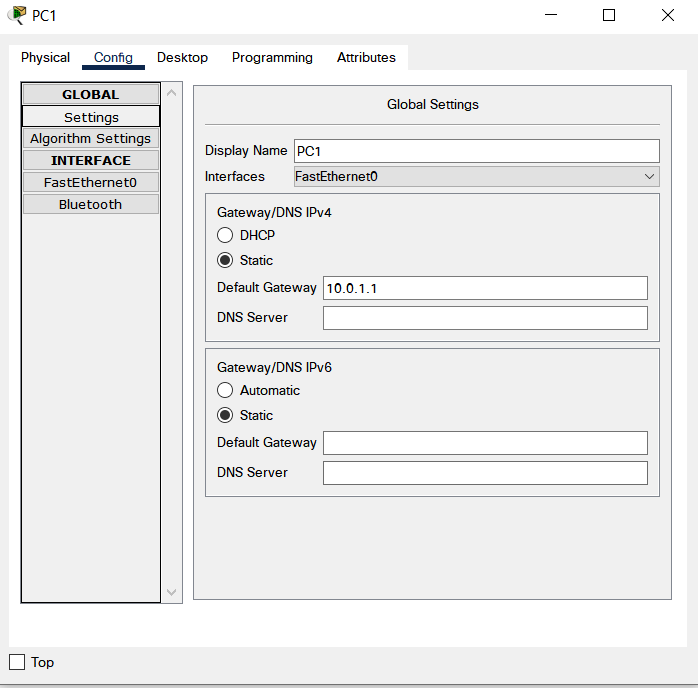 PC1
Physical Config Desktop Programming Attributes
GLOBAL
Settings
Algorithm Settings
INTERFACE
FastEthernet0
Bluetooth
Global Settings
Display Name PC1
Interfaces FastEthernet0
Gateway/DNS IPv4
DHCP
Static
Default Gateway 10.0.1.1
DNS Server
Gateway/DNS IPv6
Automatic
Static
Default Gateway
DNS Server
Top